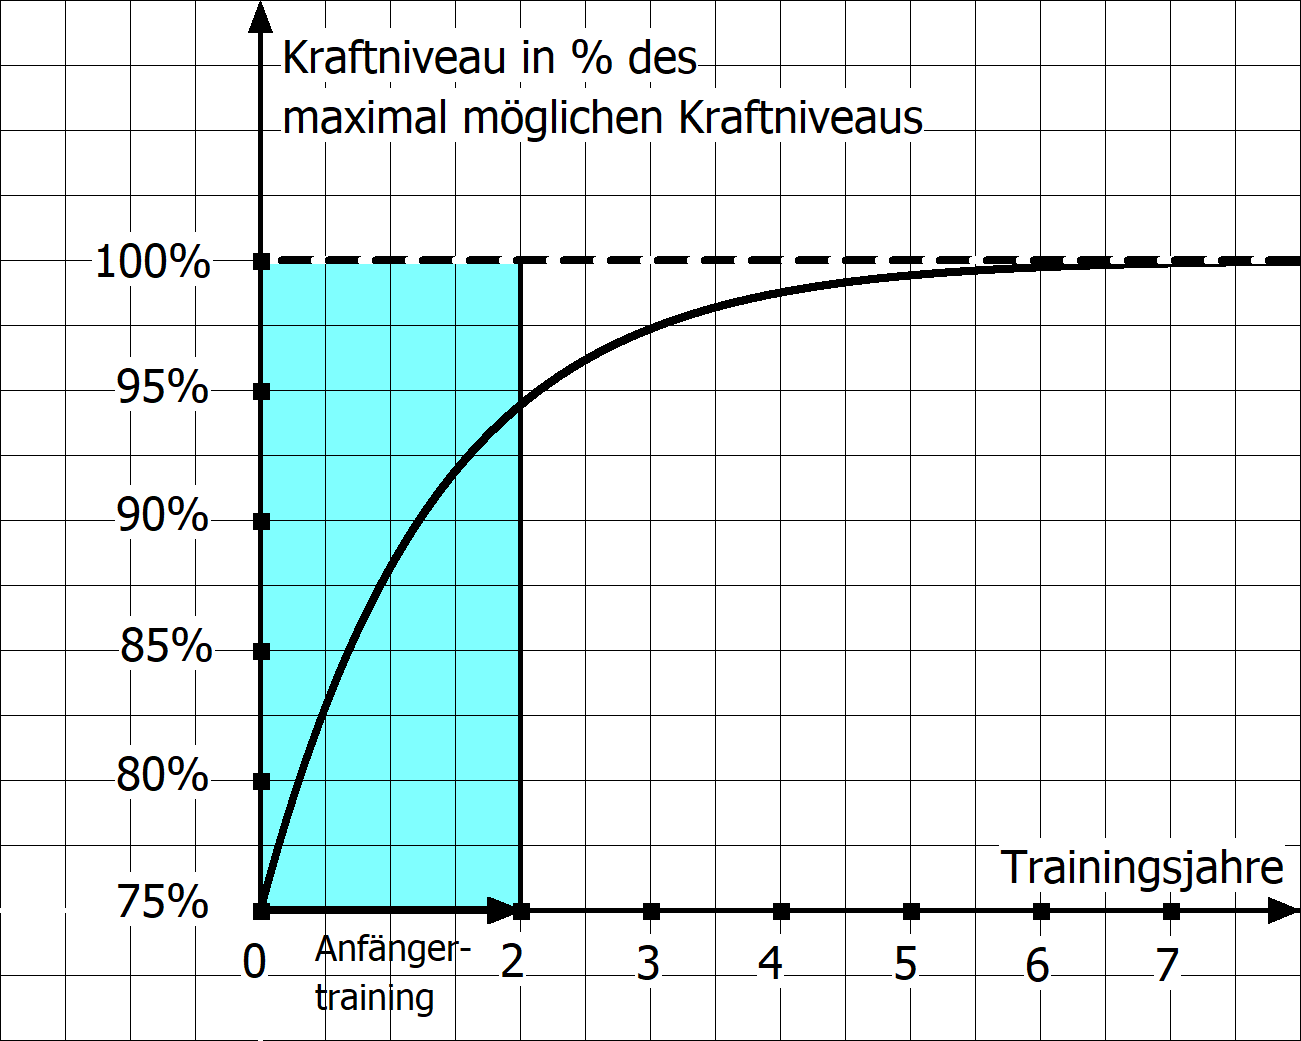 Kraftniveau in % des
maximal möglichen Kraftniveaus
100%
95%
90%
85%
80%
75%
Trainingsjahre
0
Anfänger-
training
2
3
4
5
6
7